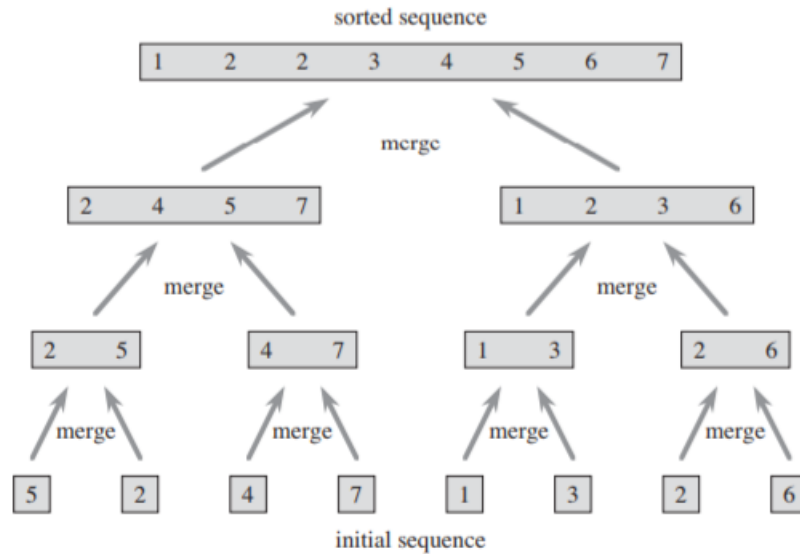 sorted sequence
1 2 2 3 4 5 6 7
merge
2 4 5 7
1 2 3 6
merge
merge
2 5
4 7
1 3
2 6
merge
merge
merge
merge
5
2
4
7
1
3
2
6
initial sequence